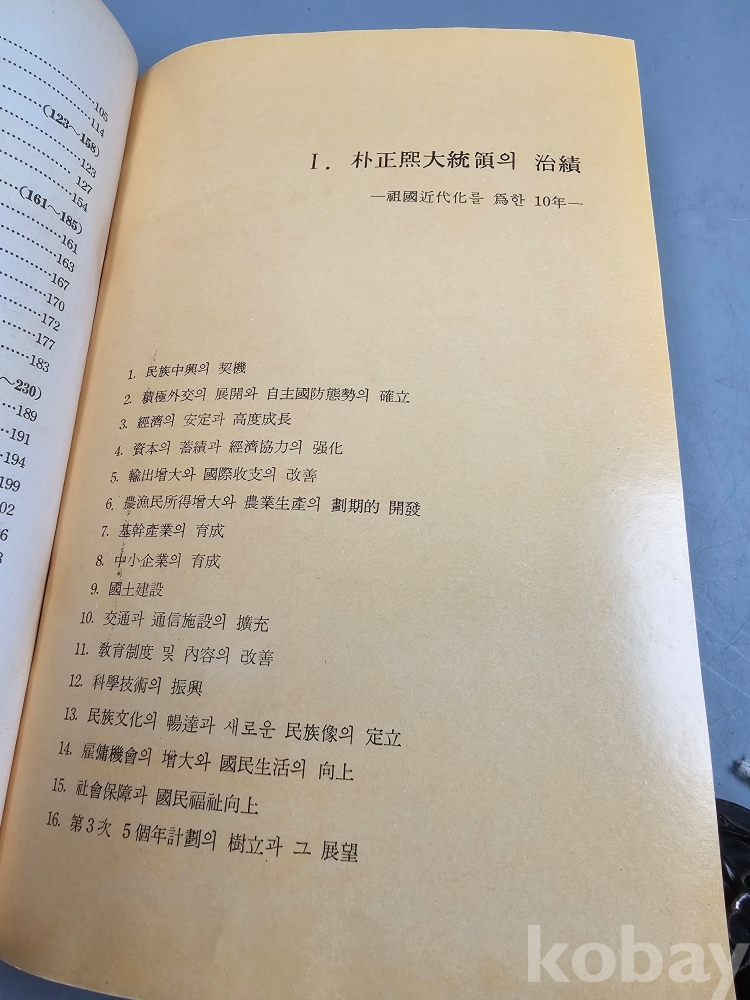 105
114
(123~158)
123
127
154
(161~185)
161
163
167
170
172
177
183
~230)
189
191
194
199
02
6
3
I. 朴正熙大統領의 治績
—祖國近代化를 爲한 10年—
1. 民族中興의 契機
2. 積極外交의 展開와 自主國防態勢의 確立
3. 經濟의 安定과 高度成長
4. 資本의 蓄績과 經濟協力의 强化
5. 輸出增大와 國際收支의 改善
6. 農漁民所得增大와 農業生產의 劃期的 開發
7. 基幹產業의 育成
8. 中小企業의 育成
9. 國土建設
10. 交通과 通信施設의 擴充
11. 敎育制度 및 內容의 改善
12. 科學技術의 振興
13. 民族文化의 暢達과 새로운 民族像의 定立
14. 雇傭機會의 增大와 國民生活의 向上
15. 社會保障과 國民福祉向上
16. 第3次 5個年計劃의 樹立과 그 展望
kobay